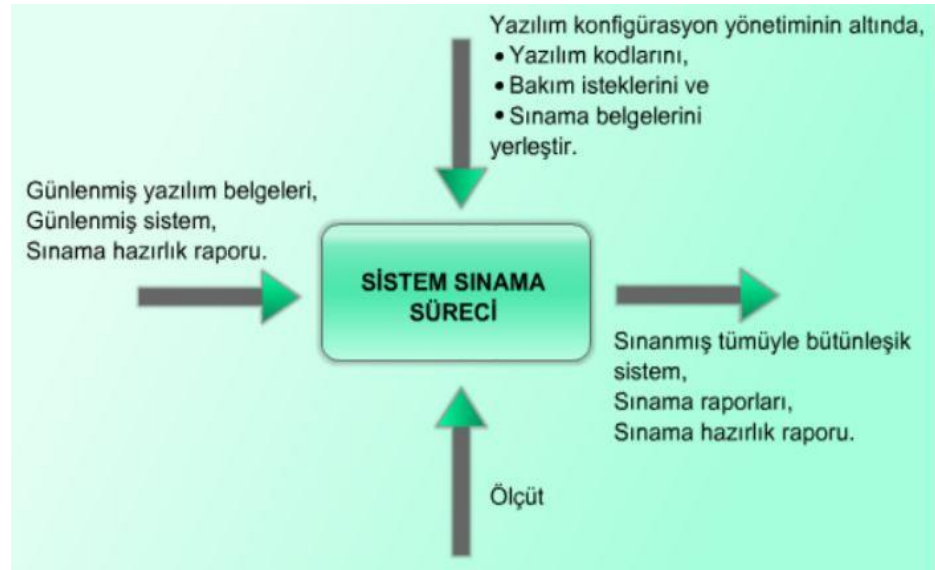 Yazılım konfigürasyon yönetiminin altında,
• Yazılım kodlarını,
• Bakım isteklerini ve
• Sınama belgelerini
yerleştir.
Günlenmiş yazılım belgeleri,
Günlenmiş sistem,
Sınama hazırlık raporu.
SİSTEM SINAMA
SÜRECİ
Sınanmış tümüyle bütünleşik
sistem,
Sınama raporları,
Sınama hazırlık raporu.
Ölçüt